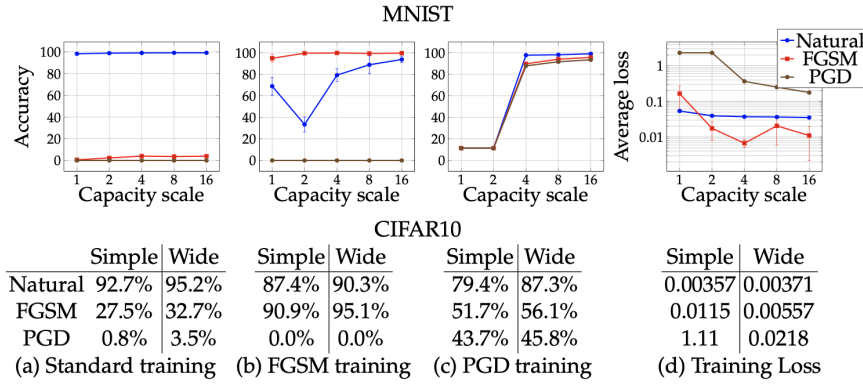 MNIST
Natural
FGSM
PGD
Accuracy
100
80
60
40
20
0
1 2 4 8 16
Capacity scale
100
80
60
40
20
0
1 2 4 8 16
Capacity scale
100
80
60
40
20
0
1 2 4 8 16
Capacity scale
Average loss
1
0.1
0.01
1 2 4 8 16
Capacity scale
CIFAR10
Simple Wide
Natural 92.7% 95.2%
FGSM 27.5% 32.7%
PGD 0.8% 3.5%
(a) Standard training
Simple Wide
87.4% 90.3%
90.9% 95.1%
0.0% 0.0%
(b) FGSM training
Simple Wide
79.4% 87.3%
51.7% 56.1%
43.7% 45.8%
(c) PGD training
Simple Wide
0.00357 0.00371
0.0115 0.00557
1.11 0.0218
(d) Training Loss